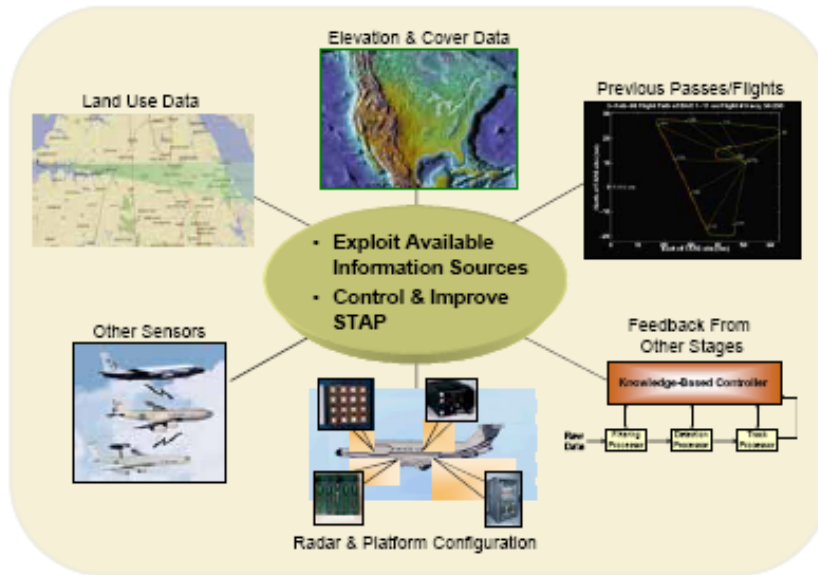 Elevation & Cover Data
Land Use Data
Previous Passes/Flights
• Exploit Available
Information Sources
• Control & Improve
STAP
Other Sensors
Feedback From
Other Stages
Knowledge-Based Controller
Raw
Data
Filtering
Processor
Detection
Processor
Track
Processor
Radar & Platform Configuration